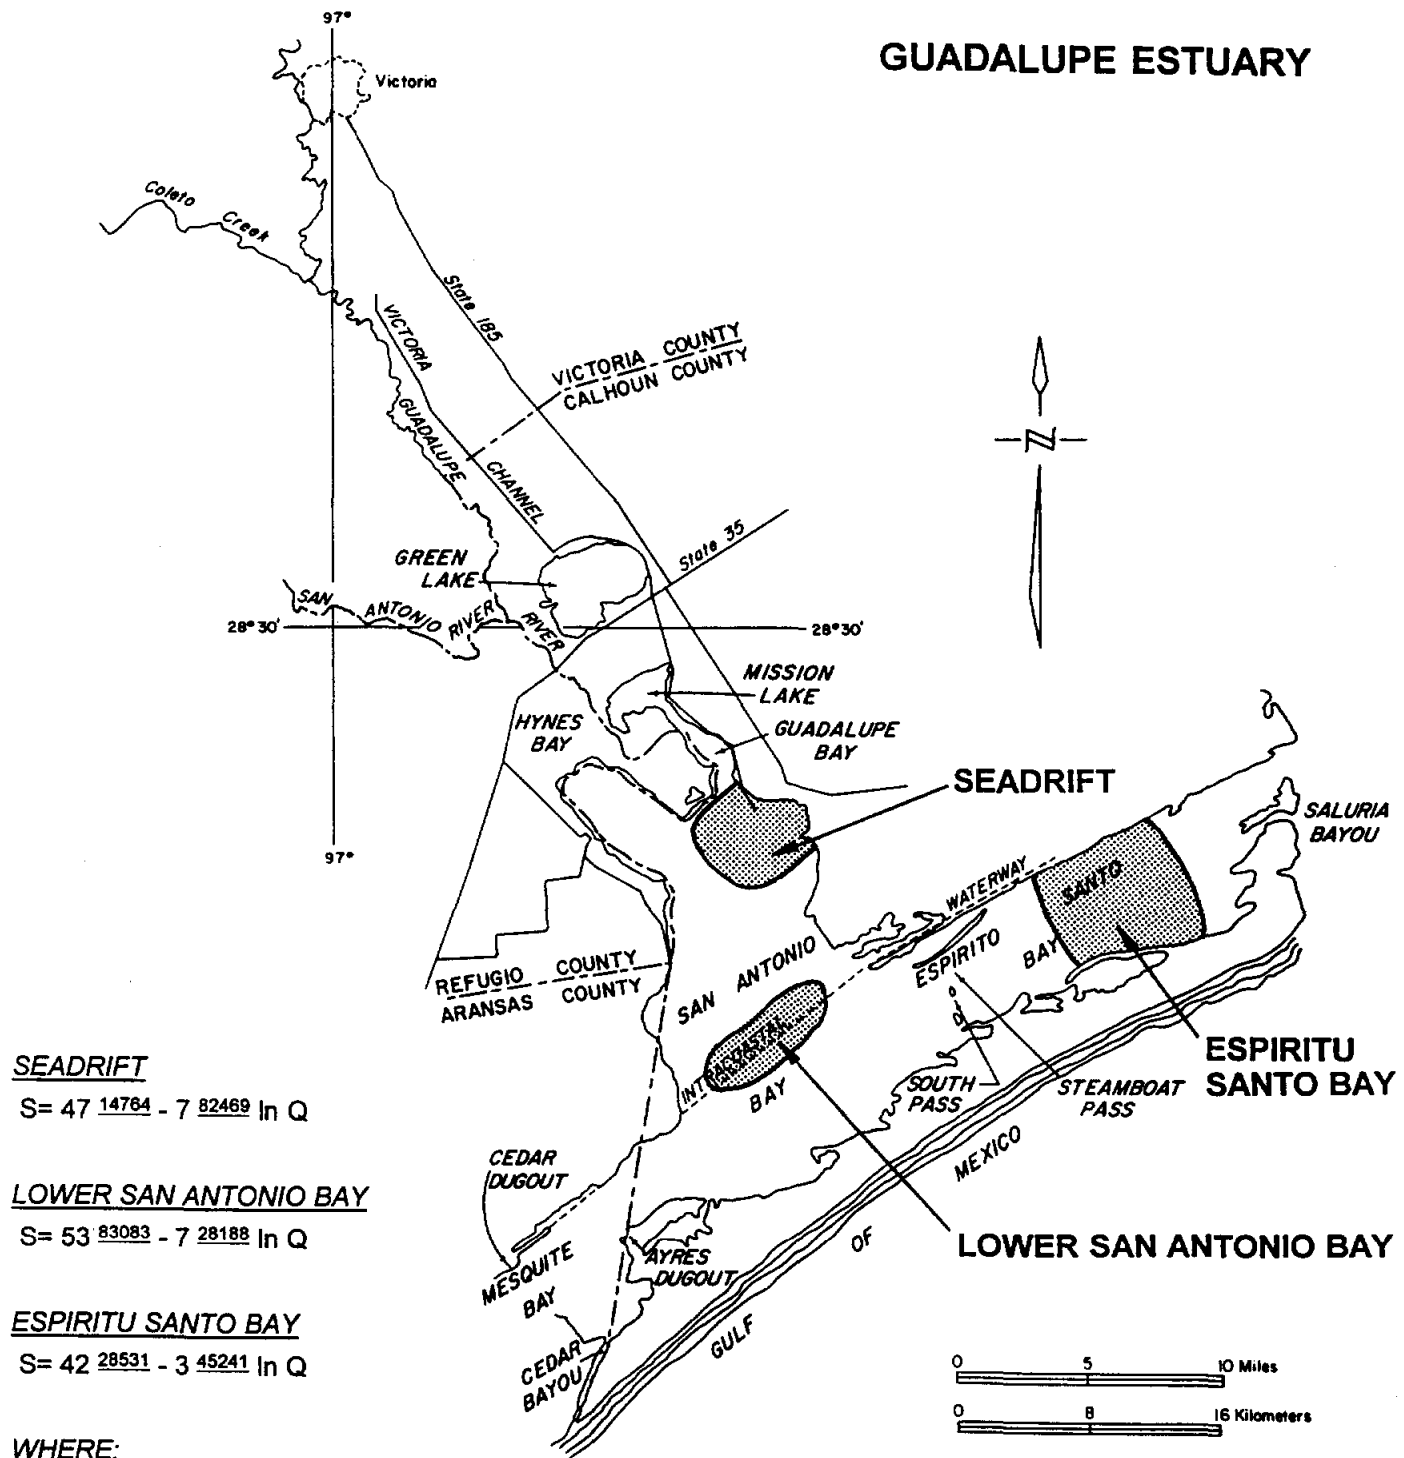 GUADALUPE ESTUARY
97°
Victoria
Coleto
Creek
State 185
VICTORIA
CHANNEL
VICTORIA COUNTY
CALHOUN COUNTY
GUADALUPE
RIVER
N
State 35
GREEN
LAKE
SAN ANTONIO RIVER
28°30'
28°30'
MISSION
LAKE
HYNES
BAY
GUADALUPE
BAY
SEADRIFT
97°
SALURIA
BAYOU
WATERWAY
SANTO
ESPIRITO
BAY
SAN ANTONIO
REFUGIO COUNTY
ARANSAS COUNTY
INTRACOASTAL
BAY
ESPIRITU
SANTO BAY
SOUTH
PASS
STEAMBOAT
PASS
SEADRIFT
S= 47 14764 - 7 82469 ln Q
LOWER SAN ANTONIO BAY
S= 53 83083 - 7 28188 ln Q
ESPIRITU SANTO BAY
S= 42 28531 - 3 45241 ln Q
WHERE:
CEDAR
DUGOUT
MESQUITE
BAY
AYRES
DUGOUT
CEDAR
BAYOU
GULF OF MEXICO
LOWER SAN ANTONIO BAY
0 5 10 Miles
0 8 16 Kilometers